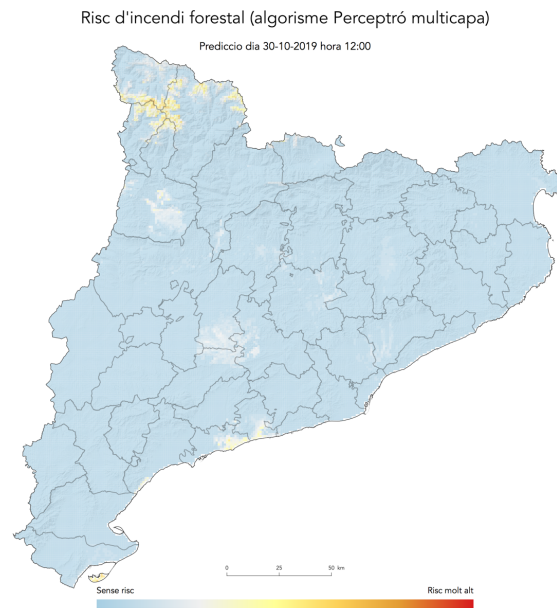 Risc d'incendi forestal (algorisme Perceptró multicapa)
Prediccio dia 30-10-2019 hora 12:00
0 25 50 km
Sense risc Risc molt alt